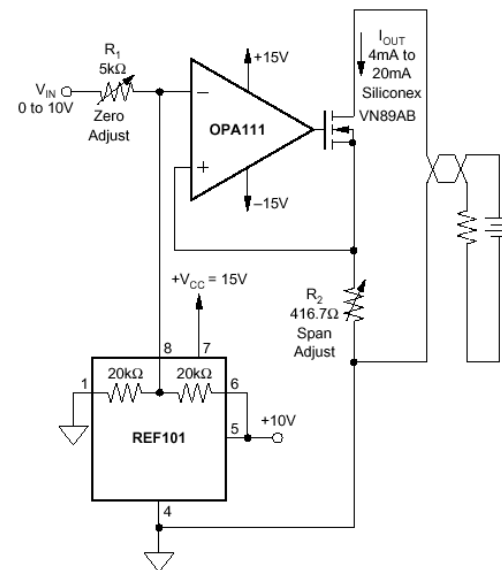 R1
5kΩ
VIN
0 to 10V
Zero
Adjust
+15V
−
OPA111
+
–15V
IOUT
4mA to
20mA
Siliconex
VN89AB
+VCC = 15V
R2
416.7Ω
Span
Adjust
8
7
1
20kΩ
20kΩ
6
REF101
5
+10V
4